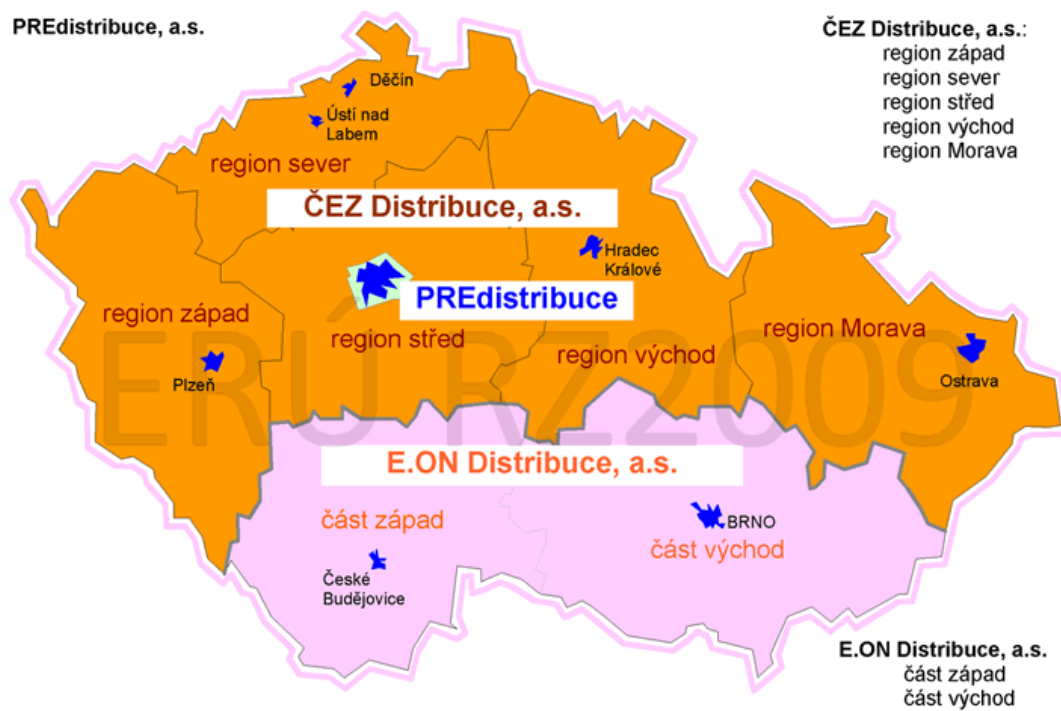 PREdistribuce, a.s.
ČEZ Distribuce, a.s.:
region západ
region sever
region střed
region východ
region Morava
Děčín
Ústí nad
Labem
region sever
ČEZ Distribuce, a.s.
Hradec
Králové
PREdistribuce
region západ
region střed
region východ
region Morava
Plzeň
Ostrava
ERÚ RZ2009
E.ON Distribuce, a.s.
část západ
BRNO
část východ
České
Budějovice
E.ON Distribuce, a.s.
část západ
část východ